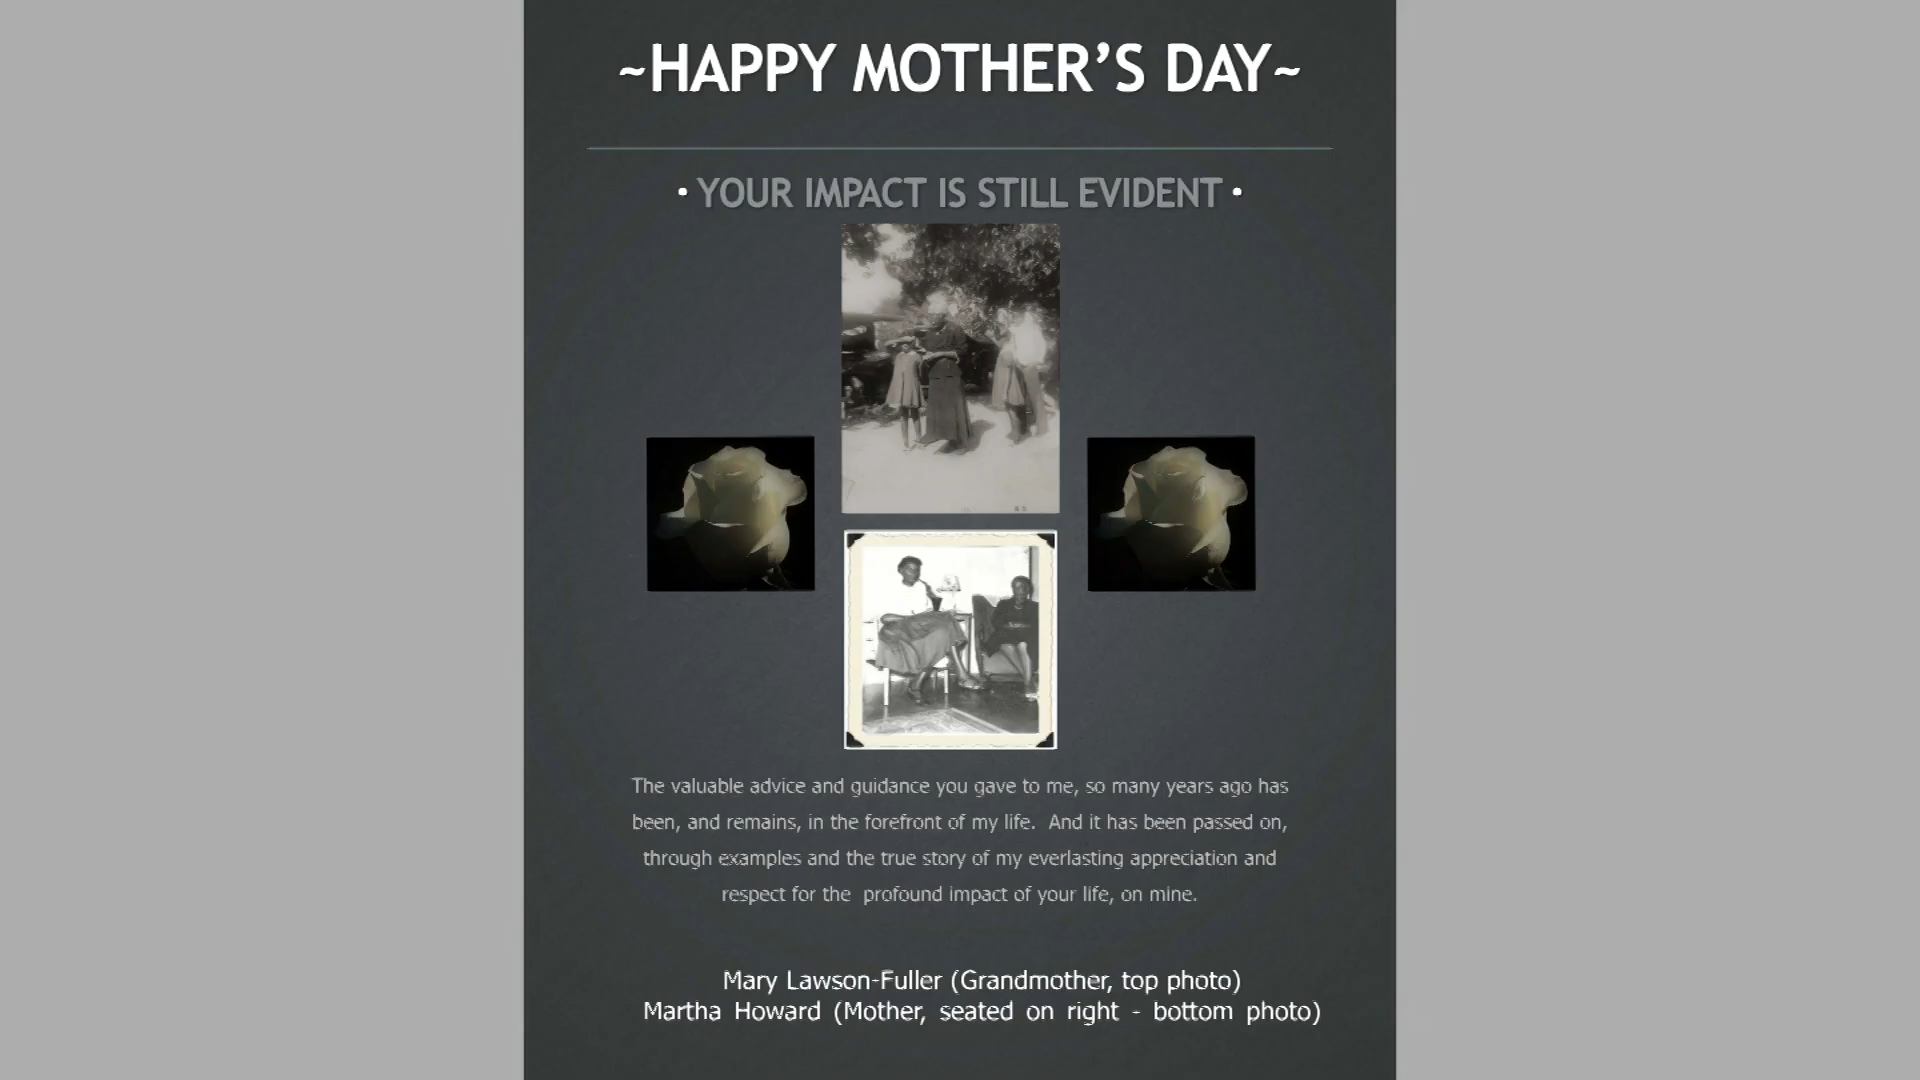 ~HAPPY MOTHER’S DAY~
• YOUR IMPACT IS STILL EVIDENT •
The valuable advice and guidance you gave to me, so many years ago has
been, and remains, in the forefront of my life. And it has been passed on,
through examples and the true story of my everlasting appreciation and
respect for the profound impact of your life, on mine.
Mary Lawson-Fuller (Grandmother, top photo)
Martha Howard (Mother, seated on right - bottom photo)